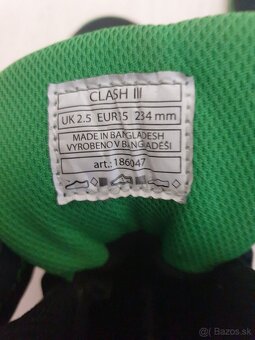 CLASH III
UK 2.5 EUR 35 234 mm
MADE IN BANGLADESH
VYROBENO V BANGLADÉŠI
art.: 186047
Bazos.sk